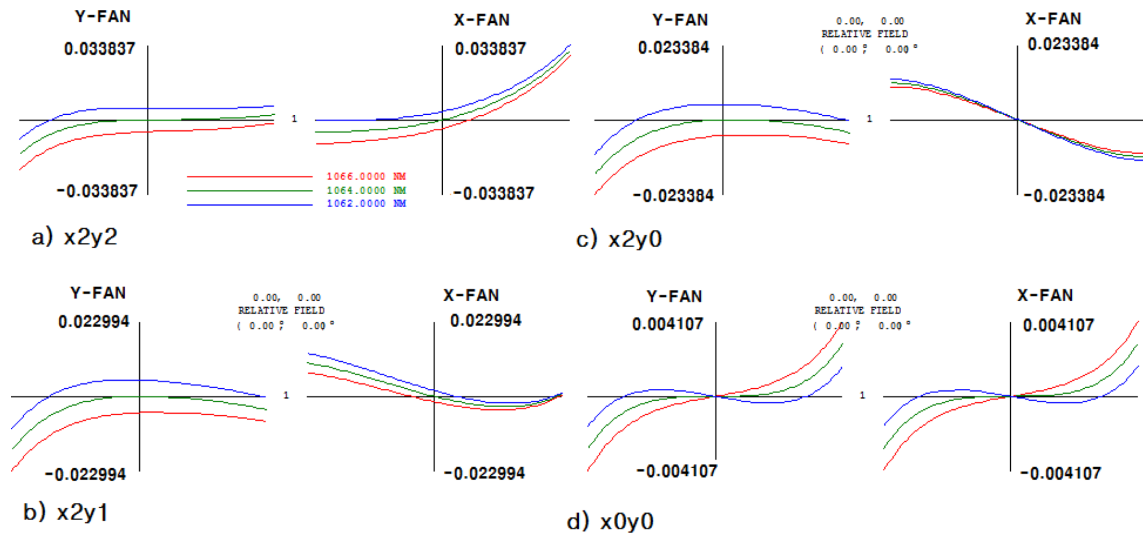 Y-FAN
0.033837
X-FAN
0.033837
1
-0.033837
-0.033837
1066.0000 NM
1064.0000 NM
1062.0000 NM
a) x2y2
Y-FAN
0.023384
0.00, 0.00
RELATIVE FIELD
( 0.00°, 0.00°
X-FAN
0.023384
1
-0.023384
-0.023384
c) x2y0
Y-FAN
0.022994
0.00, 0.00
RELATIVE FIELD
( 0.00°, 0.00°
X-FAN
0.022994
1
-0.022994
-0.022994
b) x2y1
Y-FAN
0.004107
0.00, 0.00
RELATIVE FIELD
( 0.00°, 0.00°
X-FAN
0.004107
1
-0.004107
-0.004107
d) x0y0